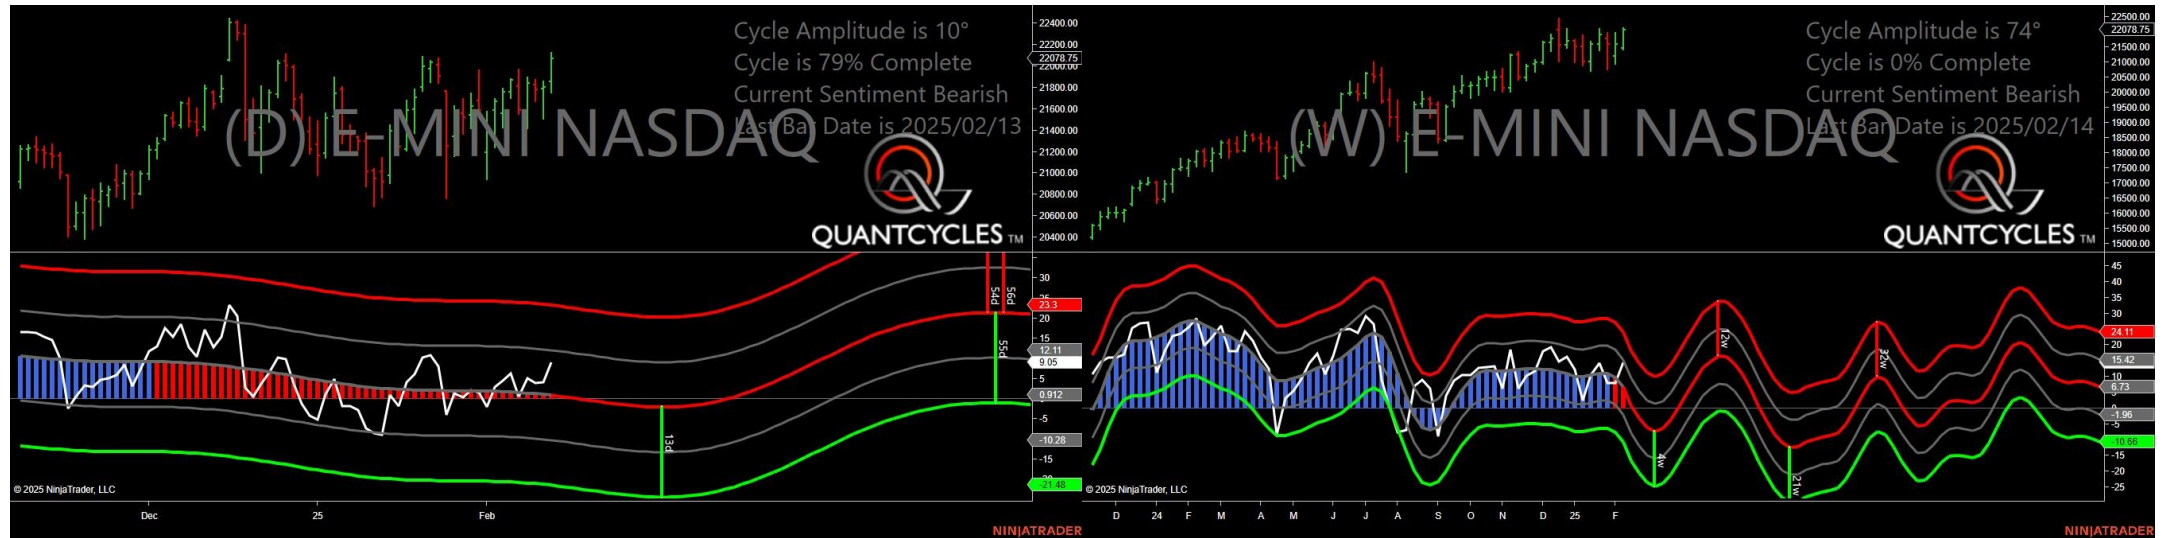 Cycle Amplitude is 10°
Cycle is 79% Complete
Current Sentiment Bearish
Last Bar Date is 2025/02/13
(D) E-MINI NASDAQ
QUANTCYCLES TM
22400.00
22200.00
22078.75
22000.00
21800.00
21600.00
21400.00
21200.00
21000.00
20800.00
20600.00
20400.00
54d
56d
55d
13d
30
23.3
20
15
12.11
9.05
5
0.912
-5
-10.28
-15
-21.48
© 2025 NinjaTrader, LLC
Dec
25
Feb
NINJATRADER
Cycle Amplitude is 74°
Cycle is 0% Complete
Current Sentiment Bearish
Last Bar Date is 2025/02/14
(W) E-MINI NASDAQ
QUANTCYCLES TM
22500.00
22078.75
21500.00
21000.00
20500.00
20000.00
19500.00
19000.00
18500.00
18000.00
17500.00
17000.00
16500.00
16000.00
15500.00
15000.00
12w
32w
4w
21w
45
40
35
30
24.11
20
15.42
10
6.73
-1.96
-5
-10.66
-15
-20
-25
© 2025 NinjaTrader, LLC
D 24 F M A M J J A S O N D 25 F
NINJATRADER